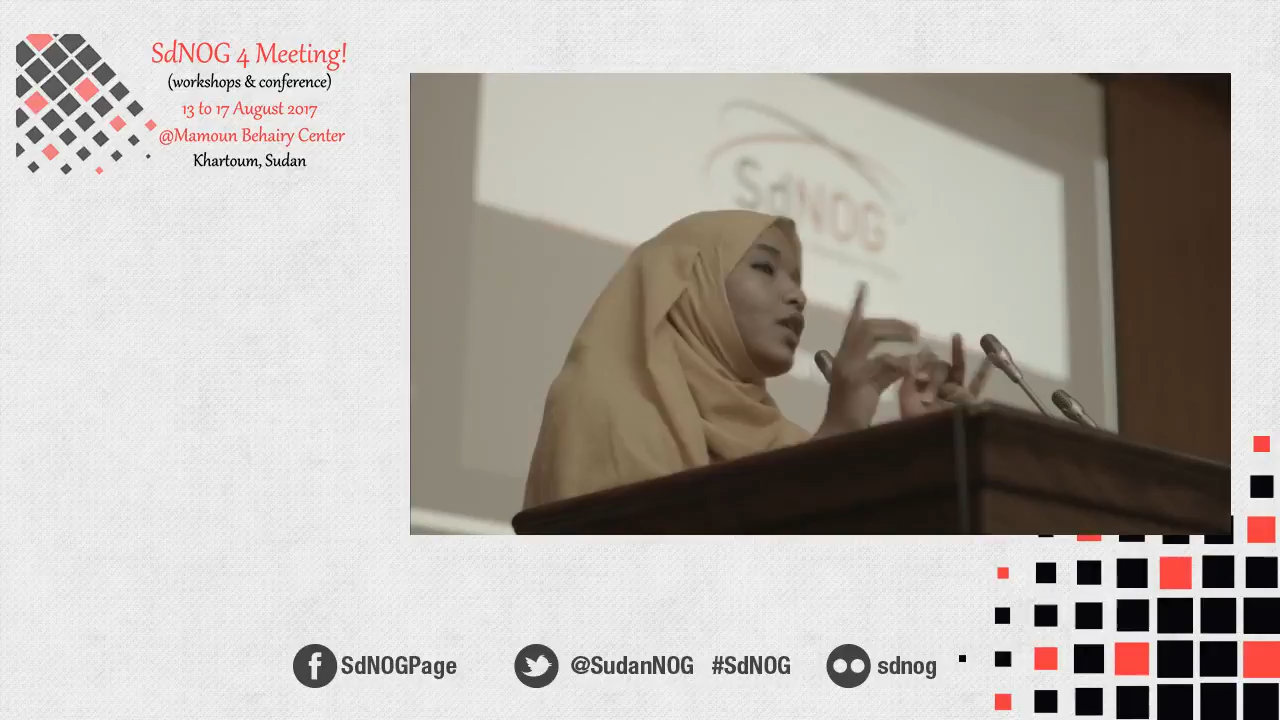 SdNOG 4 Meeting!
(workshops & conference)
13 to 17 August 2017
@Mamoun Behairy Center
Khartoum, Sudan
SdNOG
SdNOGPage
@SudanNOG #SdNOG
sdnog